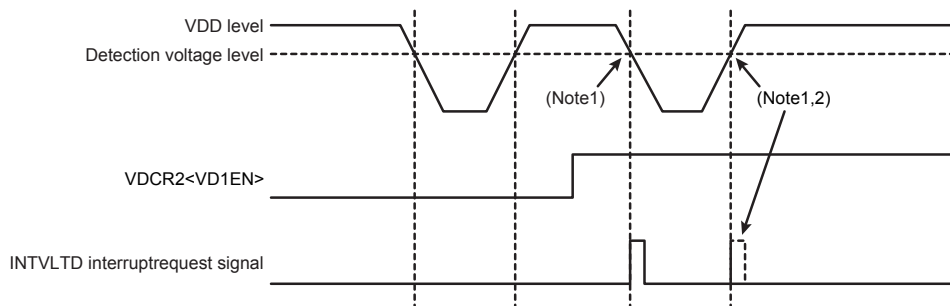 VDD level
Detection voltage level
(Note1)
(Note1,2)
VDCR2<VD1EN>
INTVLTD interruptrequest signal